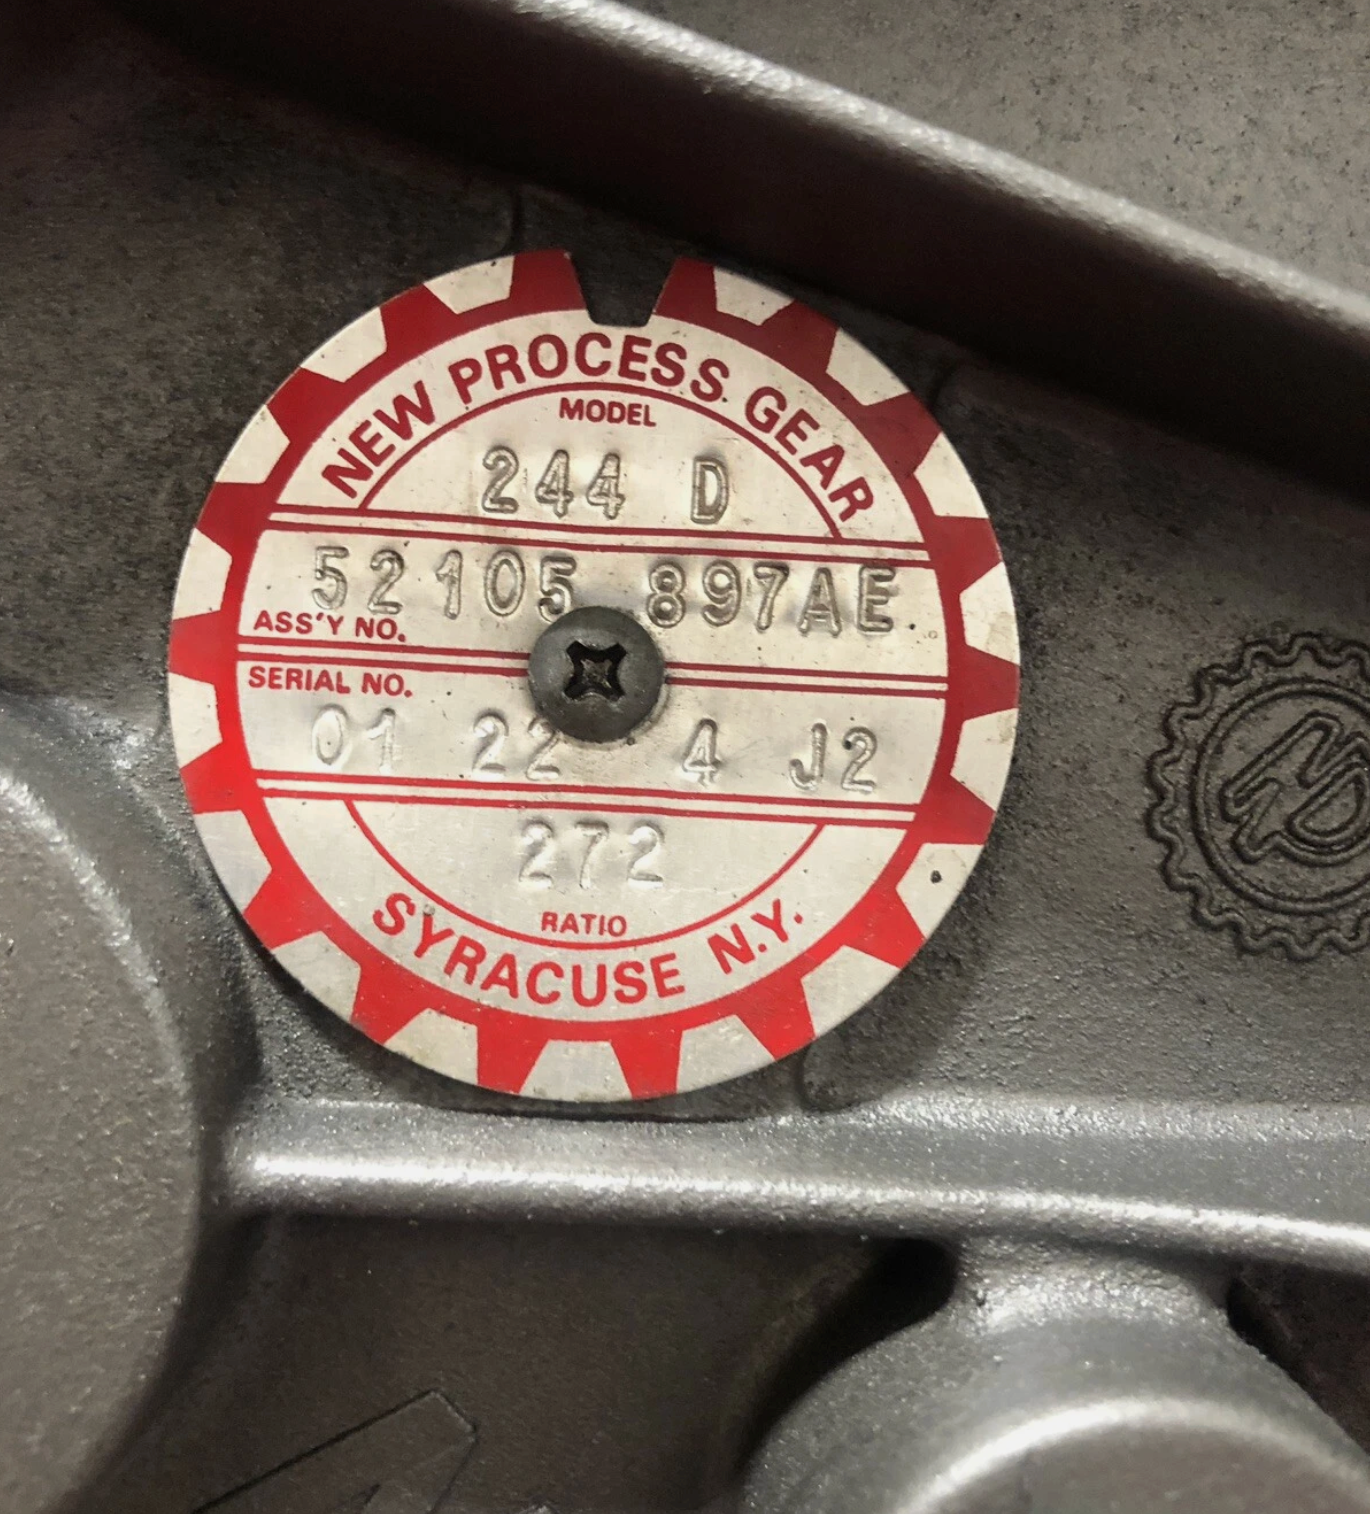 NEW PROCESS GEAR
MODEL
244 D
52105 897AE
ASS'Y NO.
SERIAL NO.
01 22 4 J2
272
RATIO
SYRACUSE N.Y.